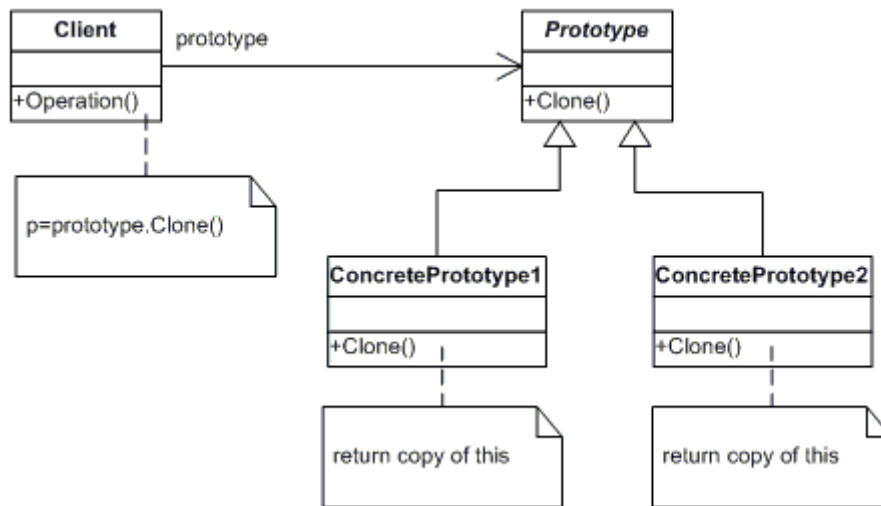 Client
prototype
Prototype
+Operation()
+Clone()
p=prototype.Clone()
ConcretePrototype1
ConcretePrototype2
+Clone()
+Clone()
return copy of this
return copy of this